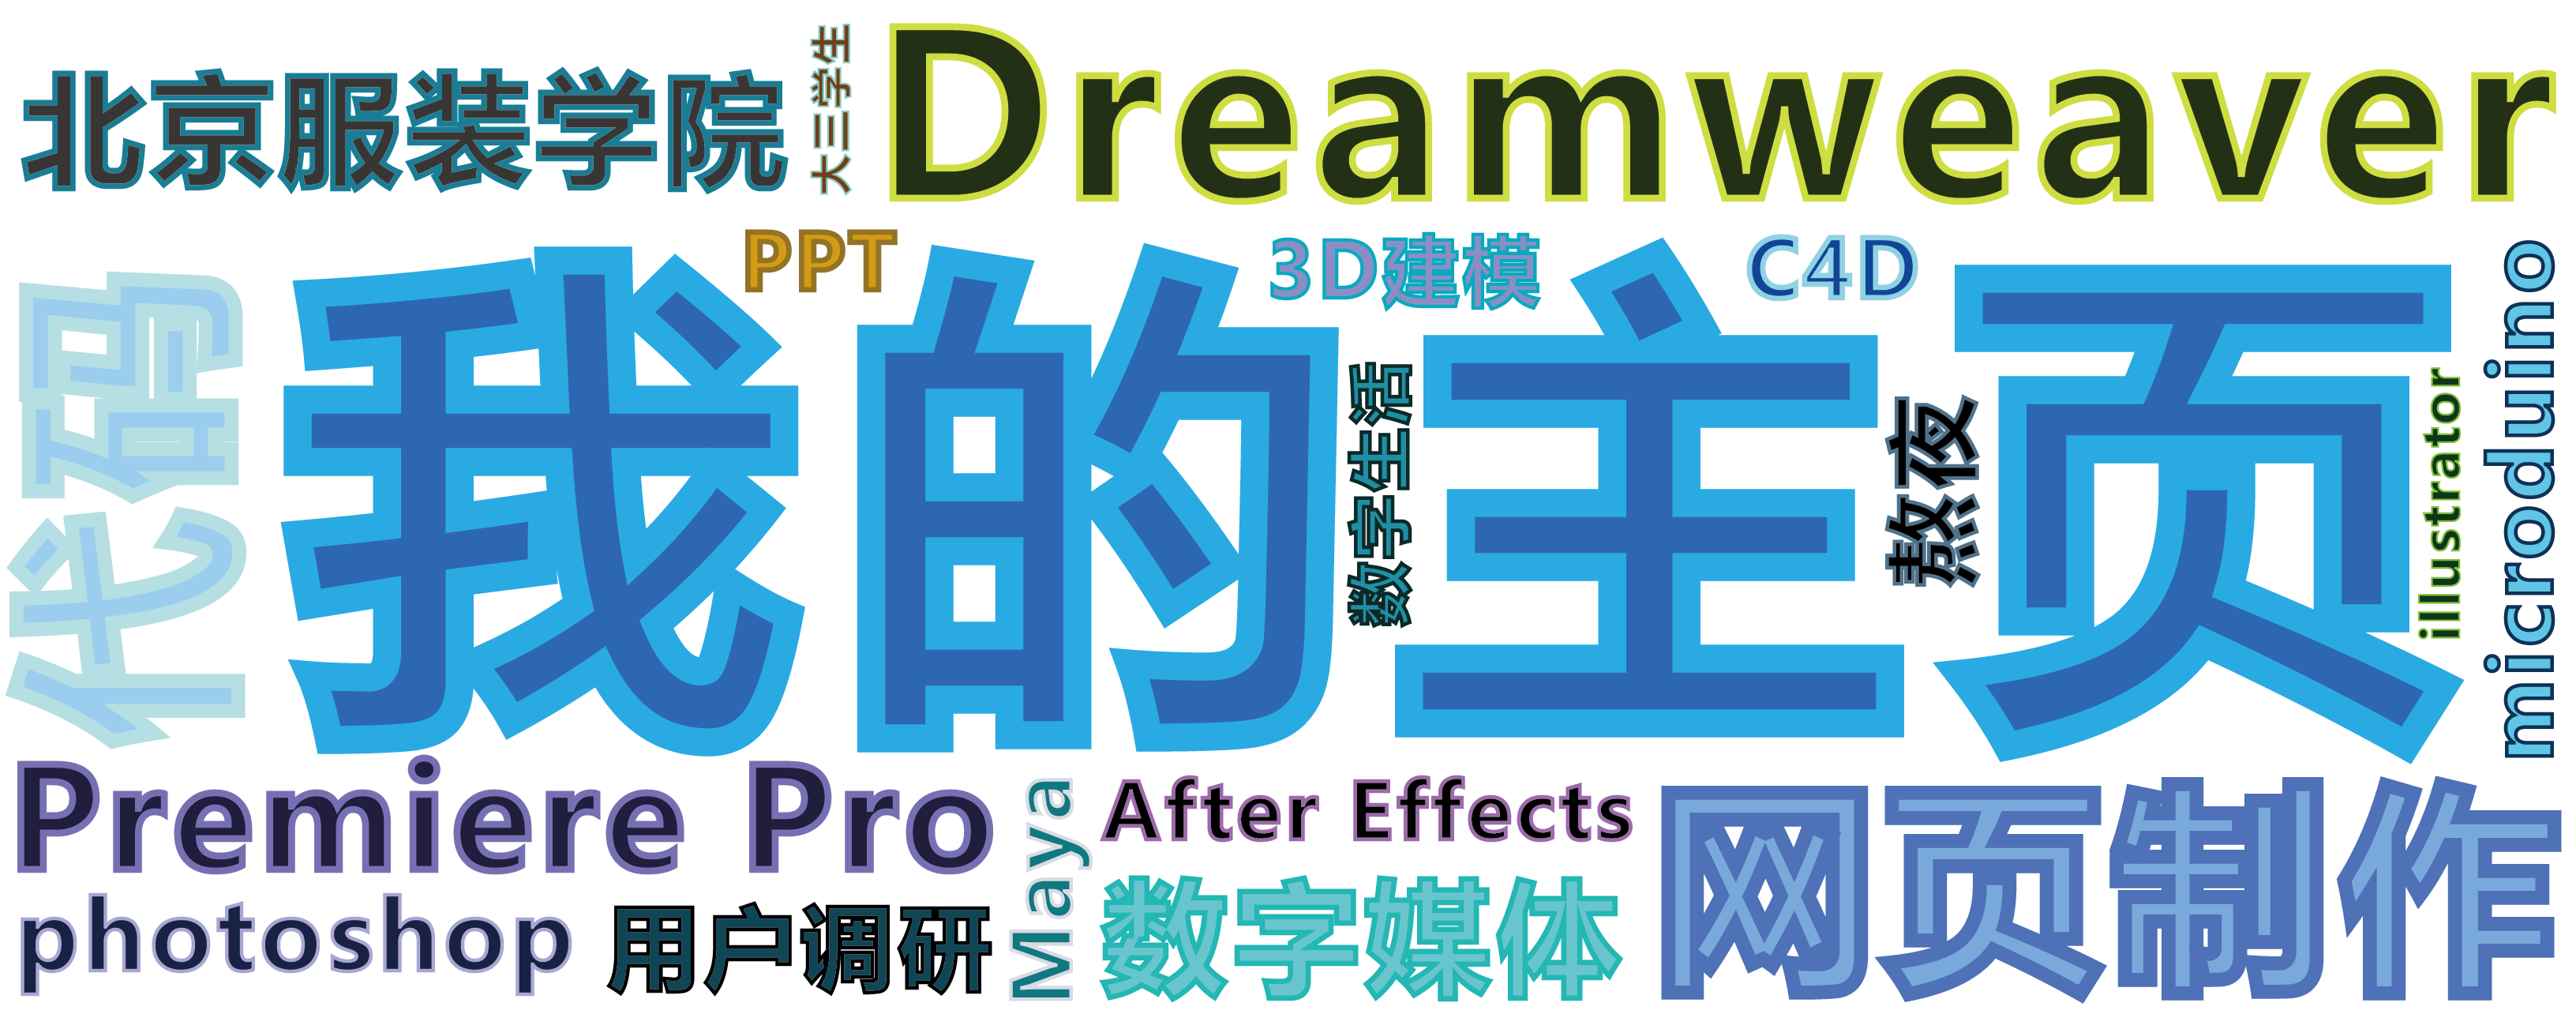 北京服装学院
大三学生
Dreamweaver
PPT
3D建模
C4D
代码
我的主页
数字生活
熬夜
illustrator
microduino
Premiere Pro
Maya
After Effects
网页制作
photoshop
用户调研
数字媒体